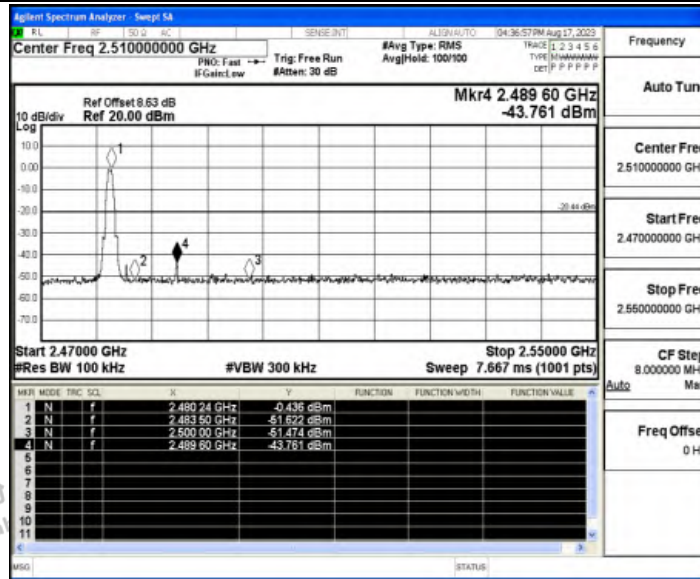 Agilent Spectrum Analyzer - Swept SA
RL RF 50 Ω AC SENSE:INT ALIGN AUTO 04:36:57 PM Aug 17, 2023
Center Freq 2.510000000 GHz
PNO: Fast
IFGain:Low
Trig: Free Run
#Atten: 30 dB
#Avg Type: RMS
Avg|Hold: 100/100
TRACE 1 2 3 4 5 6
TYPE MWWWWW
DET P P P P P P
Ref Offset 8.63 dB
Ref 20.00 dBm
10 dB/div
Log
Mkr4 2.489 60 GHz
-43.761 dBm
10.0
0.00
-10.0
-20.0
-30.0
-40.0
-50.0
-60.0
-70.0
1
2
4
3
-20.44 dBm
Start 2.47000 GHz
Stop 2.55000 GHz
#Res BW 100 kHz
#VBW 300 kHz
Sweep 7.667 ms (1001 pts)
MKR MODE TRC SCL X Y FUNCTION FUNCTION WIDTH FUNCTION VALUE
1 N f 2.480 24 GHz -0.436 dBm
2 N f 2.483 50 GHz -51.622 dBm
3 N f 2.500 00 GHz -51.474 dBm
4 N f 2.489 60 GHz -43.761 dBm
5
6
7
8
9
10
11
MSG
STATUS
Frequency
Auto Tun
Center Fre
2.510000000 GH
Start Fre
2.470000000 GH
Stop Fre
2.550000000 GH
CF Step
8.000000 MH
Auto Ma
Freq Offse
0 H